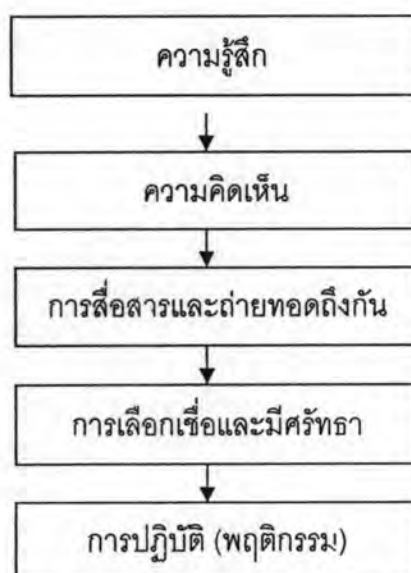 ความรู้สึก
ความคิดเห็น
การสื่อสารและถ่ายทอดถึงกัน
การเลือกเชื่อและมีศรัทธา
การปฏิบัติ (พฤติกรรม)